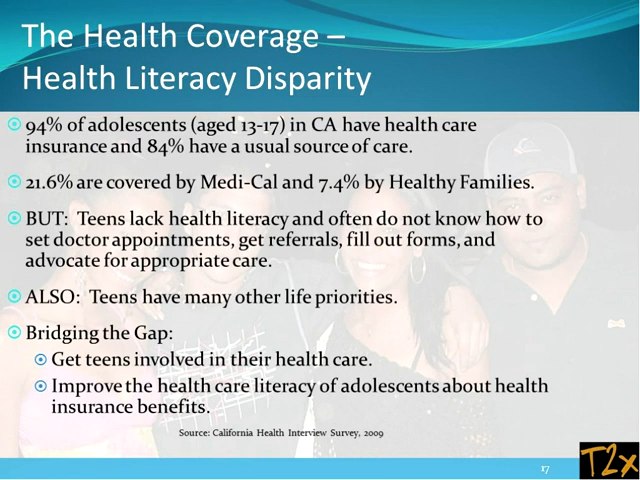 The Health Coverage –
Health Literacy Disparity
94% of adolescents (aged 13-17) in CA have health care
insurance and 84% have a usual source of care.
21.6% are covered by Medi-Cal and 7.4% by Healthy Families.
BUT: Teens lack health literacy and often do not know how to
set doctor appointments, get referrals, fill out forms, and
advocate for appropriate care.
ALSO: Teens have many other life priorities.
Bridging the Gap:
Get teens involved in their health care.
Improve the health care literacy of adolescents about health
insurance benefits.
Source: California Health Interview Survey, 2009
17
T2x